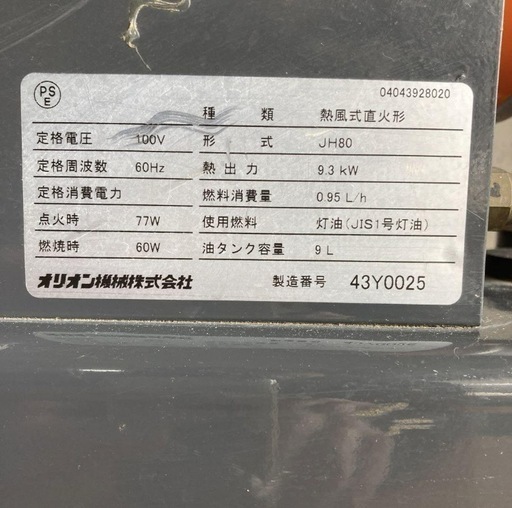 PS
E
04043928020
種類 熱風式直火形
定格電圧 100V 形式 JH80
定格周波数 60Hz 熱出力 9.3 kW
定格消費電力 燃料消費量 0.95 L/h
点火時 77W 使用燃料 灯油(JIS1号灯油)
燃焼時 60W 油タンク容量 9 L
オリオン機械株式会社 製造番号 43Y0025